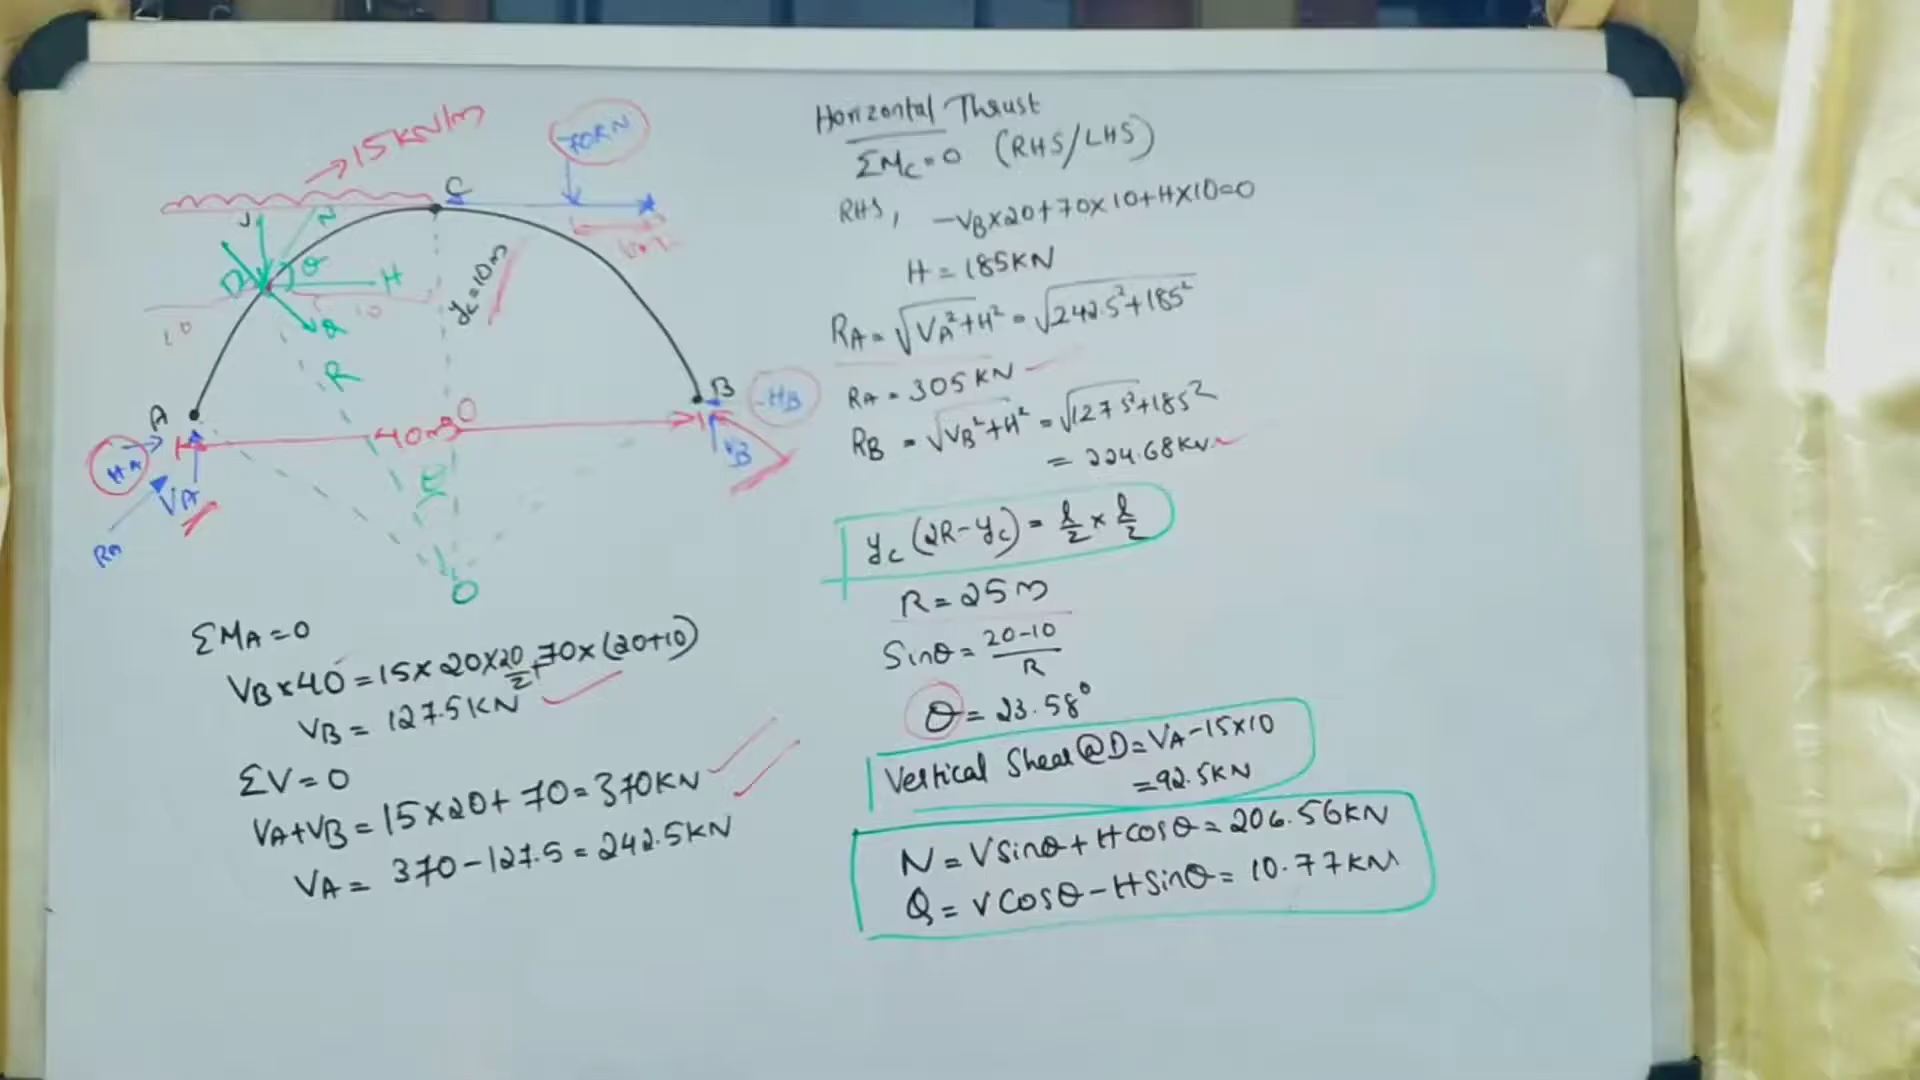 15KN/m
70KN
C
V
N
D
θ
H
10
10
Q
yc=10m
R
A
B
HB
40m
HA
VA
VB
RA
θ
O
ΣMA=0
VB×40=15×20×20/2+70×(20+10)
VB = 127.5KN
ΣV=0
VA+VB=15×20+70=370KN
VA= 370-127.5=242.5KN
Horizontal Thrust
ΣMc=0 (RHS/LHS)
RHS, -VB×20+70×10+H×10=0
H=185KN
RA=√VA²+H²=√242.5²+185²
RA=305KN
RB=√VB²+H²=√127.5²+185²
=224.68KN
yc(2R-yc)=l/2×l/2
R=25m
Sinθ=20-10/R
θ=23.58°
Vertical Shear@D=VA-15×10
=92.5KN
N=Vsinθ+Hcosθ=206.56KN
Q=VCosθ-HSinθ=10.77KN